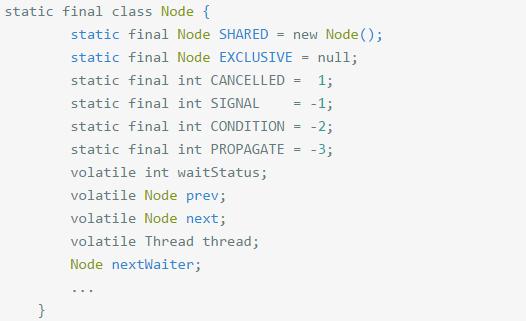 static final class Node {
        static final Node SHARED = new Node();
        static final Node EXCLUSIVE = null;
        static final int CANCELLED =  1;
        static final int SIGNAL    = -1;
        static final int CONDITION = -2;
        static final int PROPAGATE = -3;
        volatile int waitStatus;
        volatile Node prev;
        volatile Node next;
        volatile Thread thread;
        Node nextWaiter;
        ...
    }